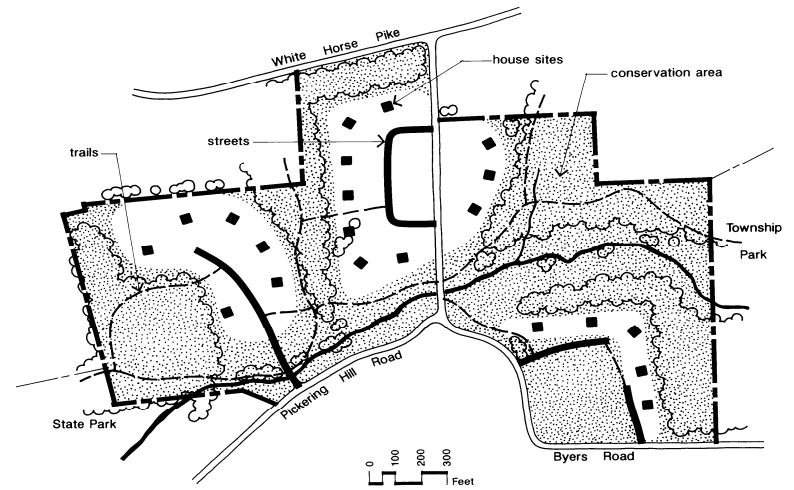 White Horse Pike
house sites
conservation area
streets
trails
Township
Park
Pickering Hill Road
State Park
Byers Road
0 100 200 300
Feet